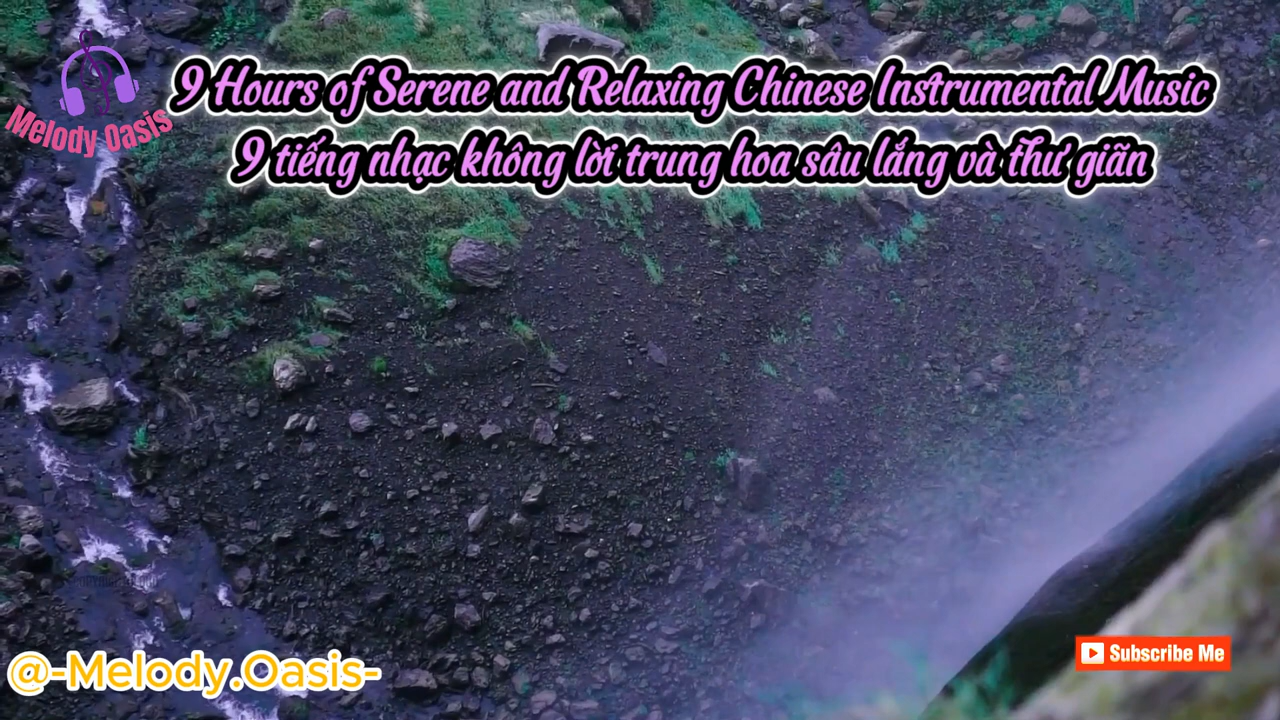 Melody Oasis
9 Hours of Serene and Relaxing Chinese Instrumental Music
9 tiếng nhạc không lời trung hoa sâu lắng và thư giãn
@-Melody.Oasis-
Subscribe Me